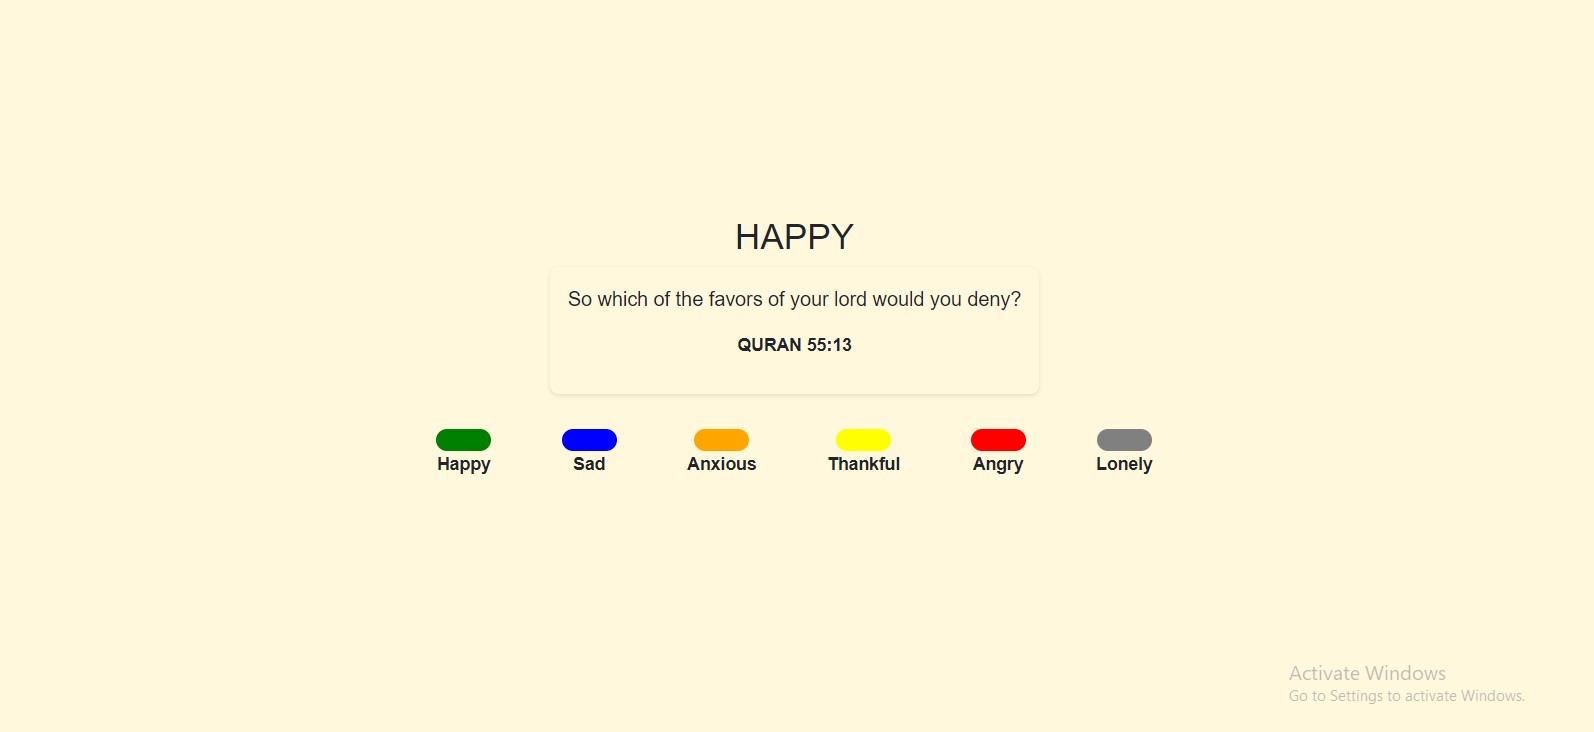 HAPPY
So which of the favors of your lord would you deny?
QURAN 55:13
Happy Sad Anxious Thankful Angry Lonely
Activate Windows
Go to Settings to activate Windows.